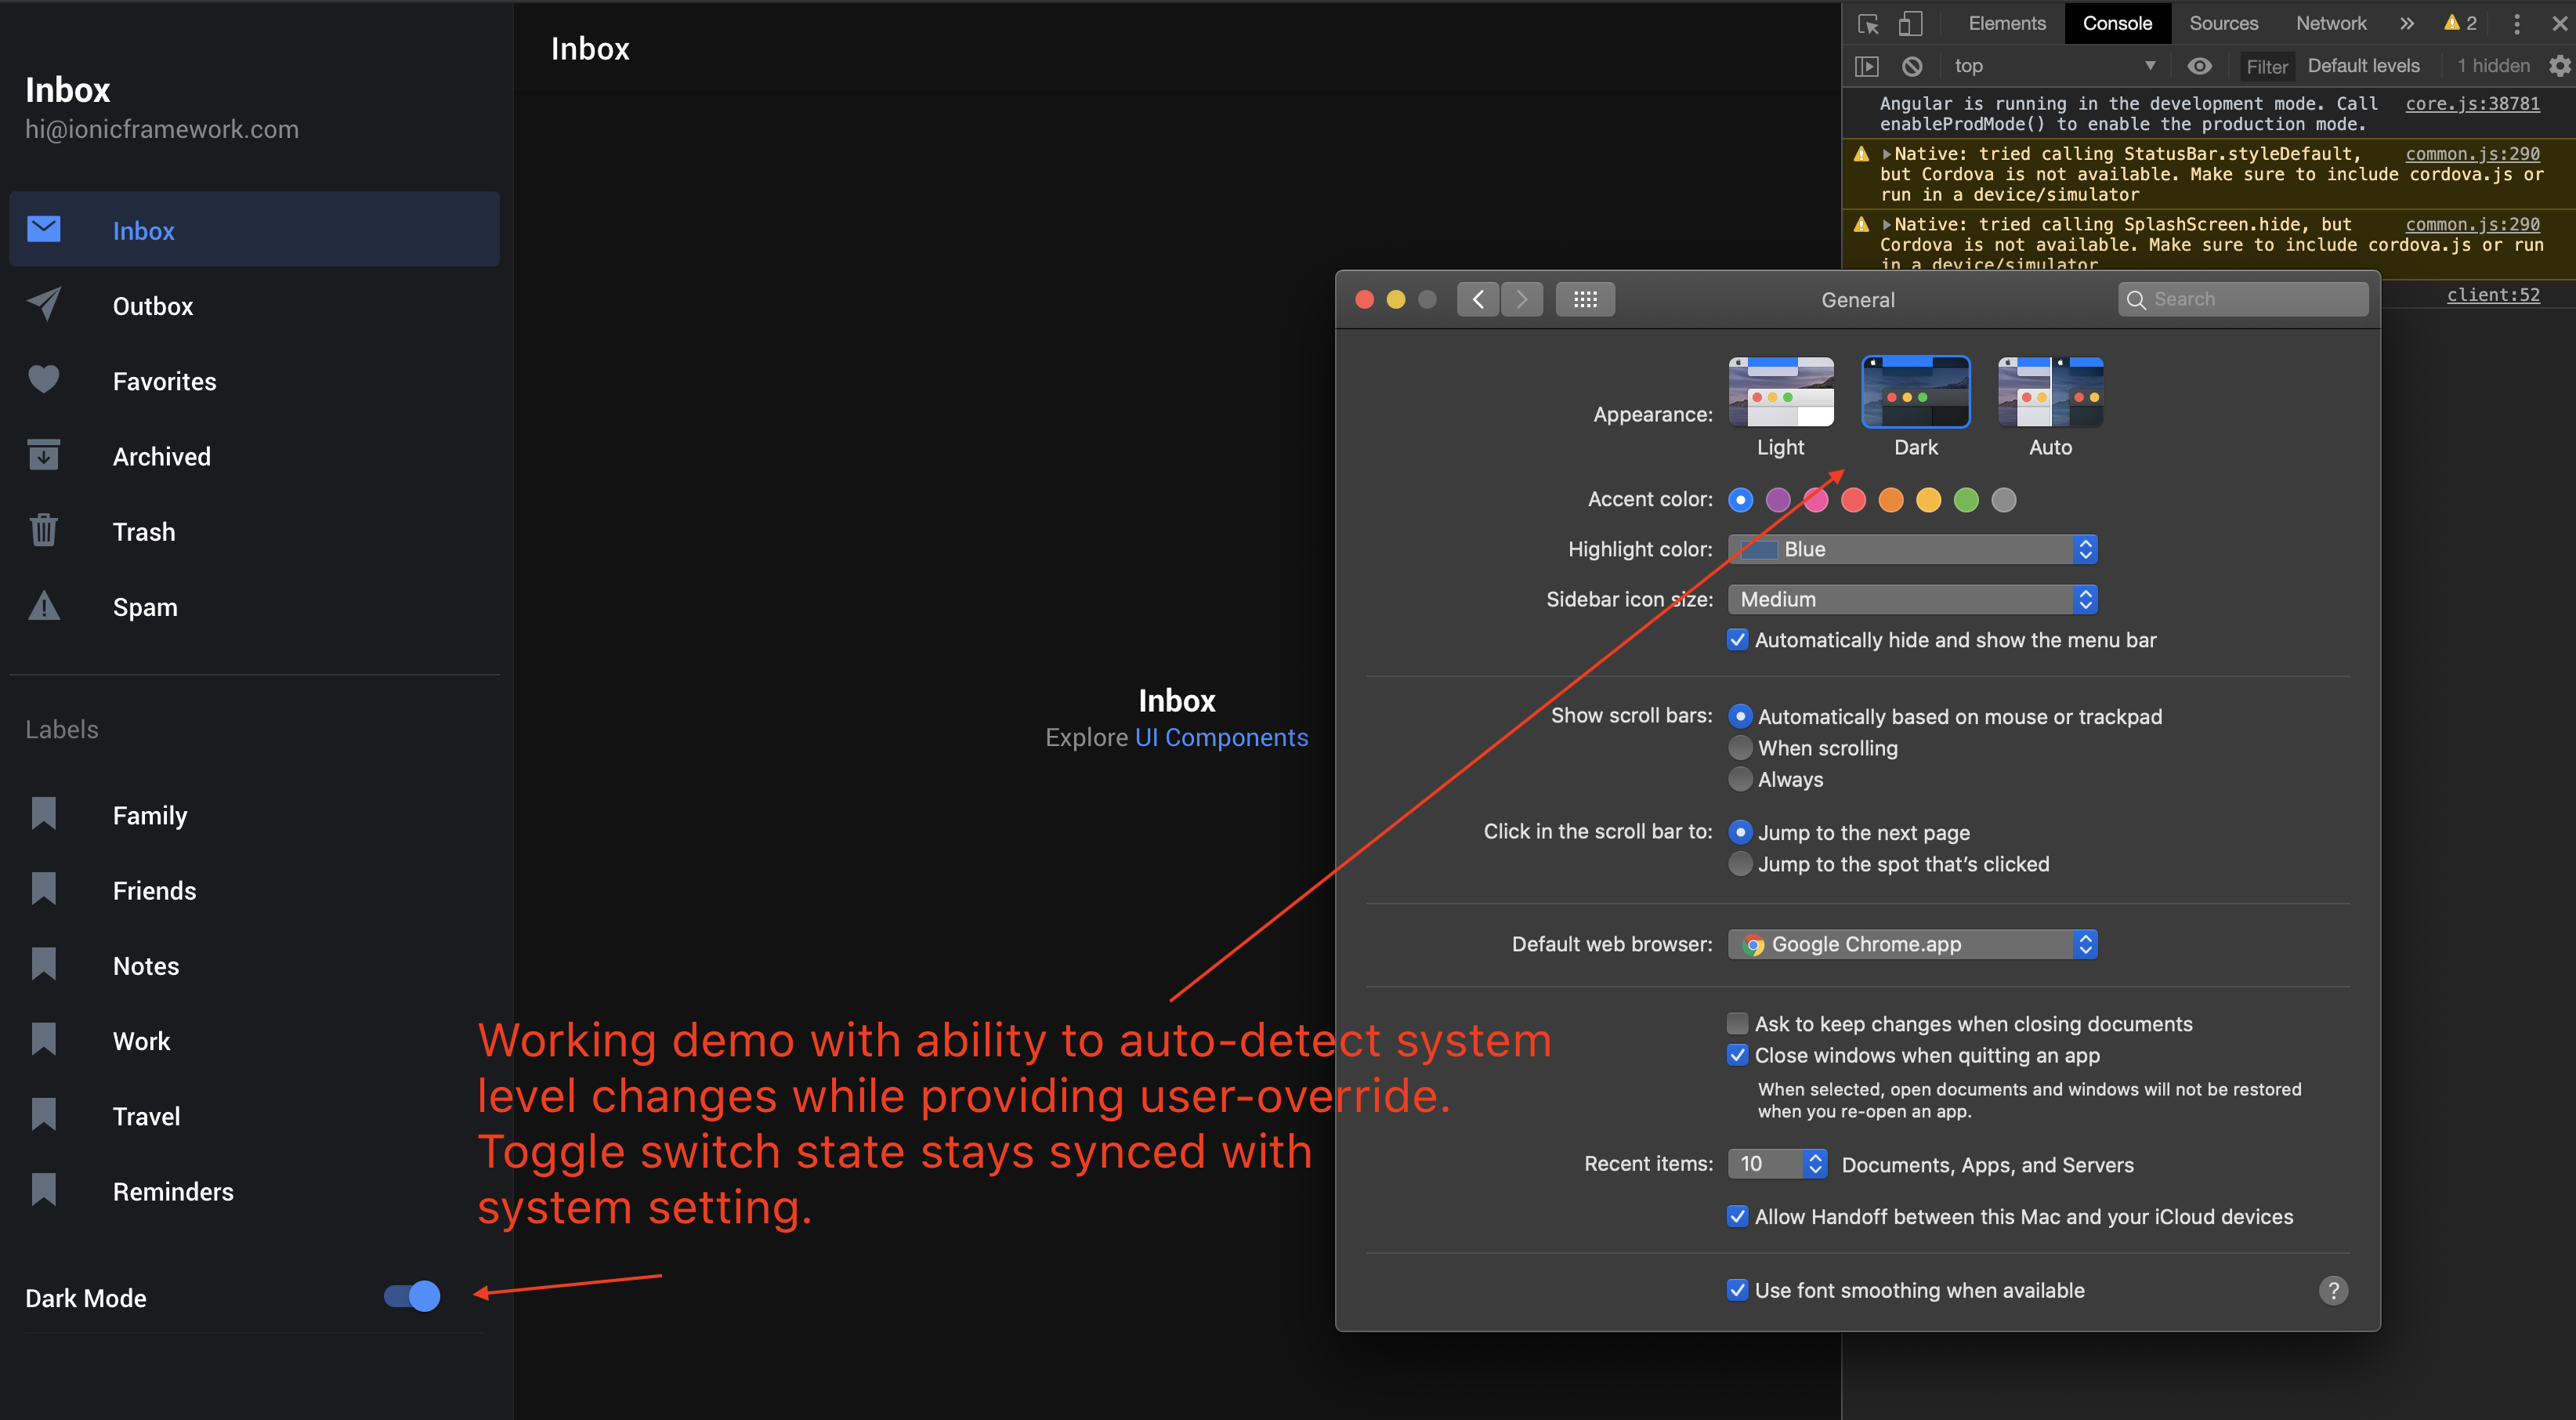 Inbox
hi@ionicframework.com
Inbox
Outbox
Favorites
Archived
Trash
Spam
Labels
Family
Friends
Notes
Work
Travel
Reminders
Dark Mode
Inbox
Inbox
Explore UI Components
Working demo with ability to auto-detect system
level changes while providing user-override.
Toggle switch state stays synced with
system setting.
Elements Console Sources Network » 2
top Filter Default levels 1 hidden
Angular is running in the development mode. Call core.js:38781
enableProdMode() to enable the production mode.
Native: tried calling StatusBar.styleDefault, common.js:290
but Cordova is not available. Make sure to include cordova.js or
run in a device/simulator
Native: tried calling SplashScreen.hide, but common.js:290
Cordova is not available. Make sure to include cordova.js or run
in a device/simulator
client:52
General
Search
Appearance:
Light Dark Auto
Accent color:
Highlight color: Blue
Sidebar icon size: Medium
Automatically hide and show the menu bar
Show scroll bars: Automatically based on mouse or trackpad
When scrolling
Always
Click in the scroll bar to: Jump to the next page
Jump to the spot that’s clicked
Default web browser: Google Chrome.app
Ask to keep changes when closing documents
Close windows when quitting an app
When selected, open documents and windows will not be restored
when you re-open an app.
Recent items: 10 Documents, Apps, and Servers
Allow Handoff between this Mac and your iCloud devices
Use font smoothing when available
?